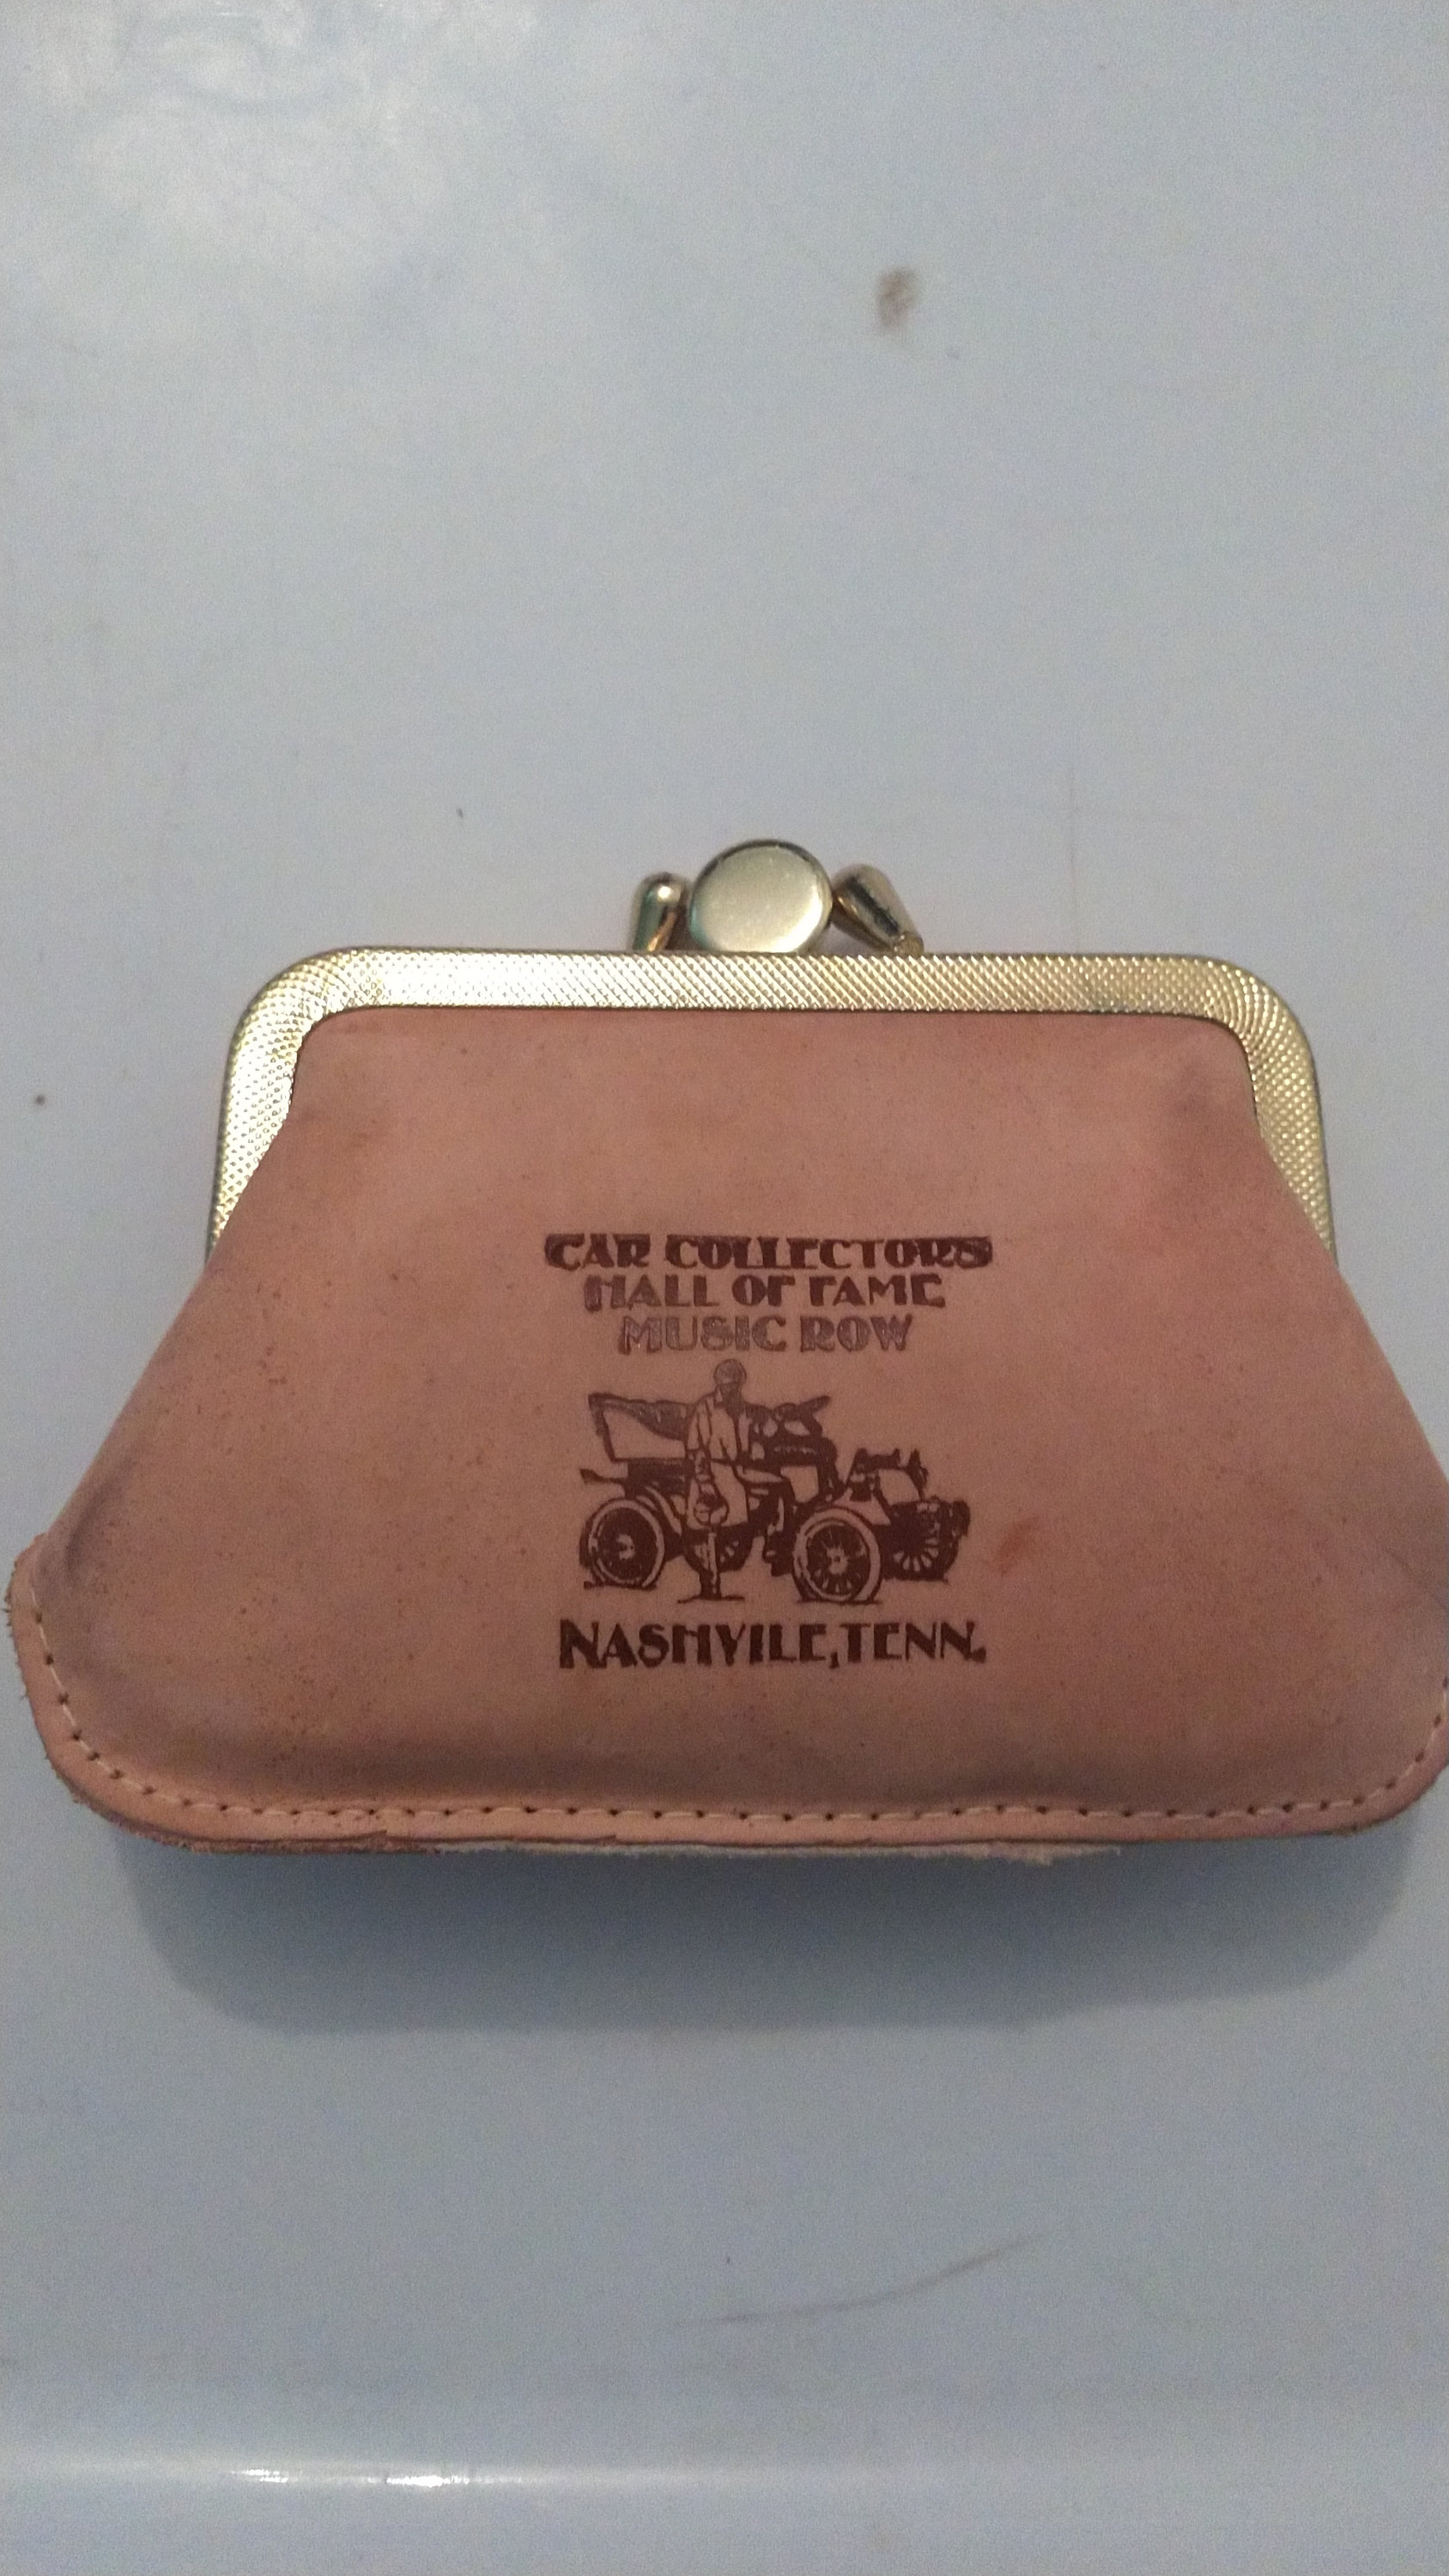 CAR COLLECTORS
HALL OF FAME
MUSIC ROW
NASHVILE, TENN.